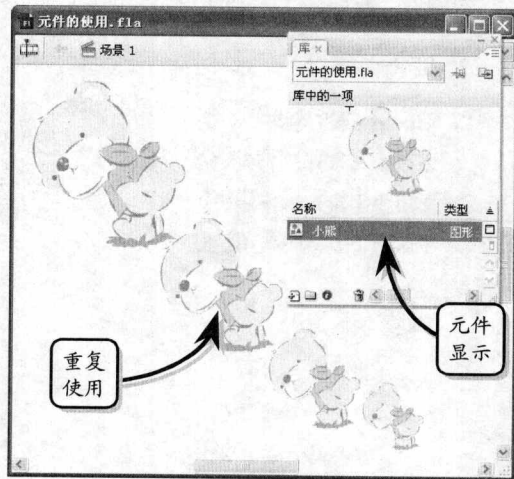 元件的使用.fla
场景 1
库
元件的使用.fla
库中的一项
名称 类型
小熊 图形
重复
使用
元件
显示